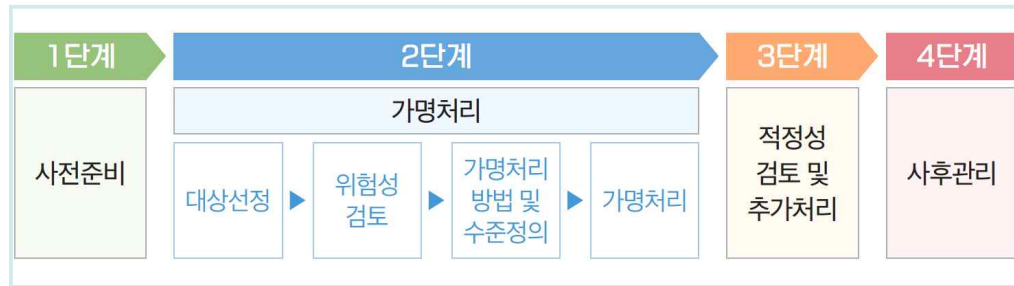 1단계
2단계
3단계
4단계
사전준비
가명처리
대상선정
위험성
검토
가명처리
방법 및
수준정의
가명처리
적정성
검토 및
추가처리
사후관리